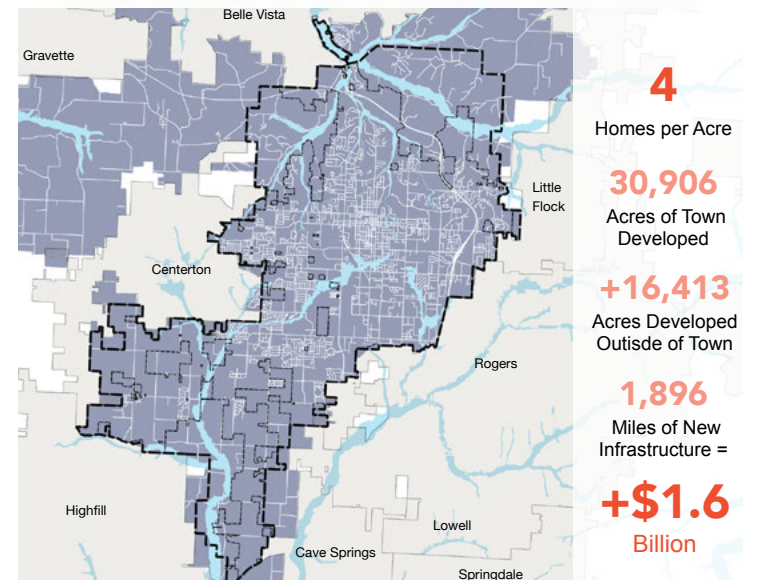 Belle Vista
Gravette
Little
Flock
Centerton
Rogers
Highfill
Lowell
Cave Springs
Springdale
4
Homes per Acre
30,906
Acres of Town
Developed
+16,413
Acres Developed
Outisde of Town
1,896
Miles of New
Infrastructure =
+$1.6
Billion